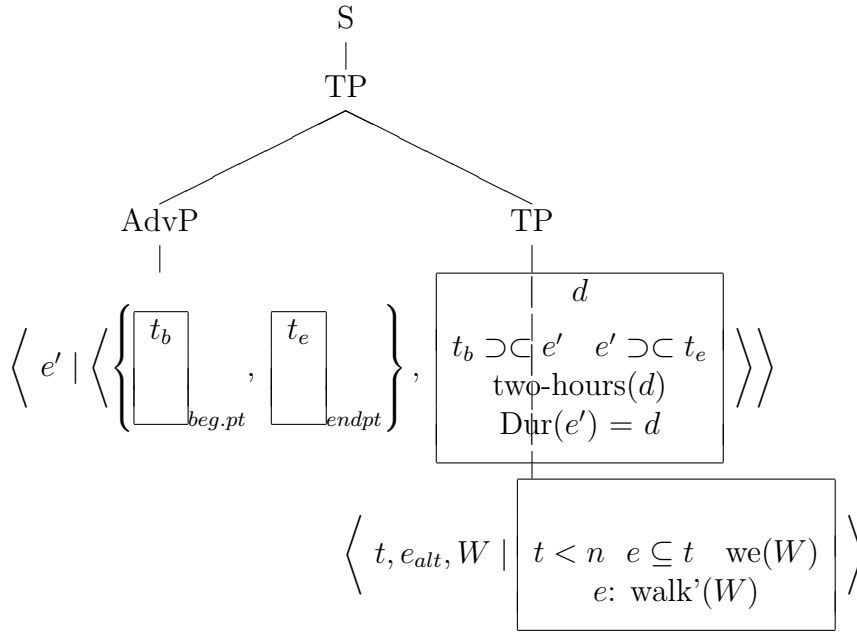 S
TP
AdvP TP
⟨ e′ | ⟨ { t_b beg.pt , t_e endpt } , d
t_b ⊃⊂ e′ e′ ⊃⊂ t_e
two-hours(d)
Dur(e′) = d ⟩⟩
⟨ t, e_alt, W | t < n e ⊆ t we(W)
e: walk'(W) ⟩